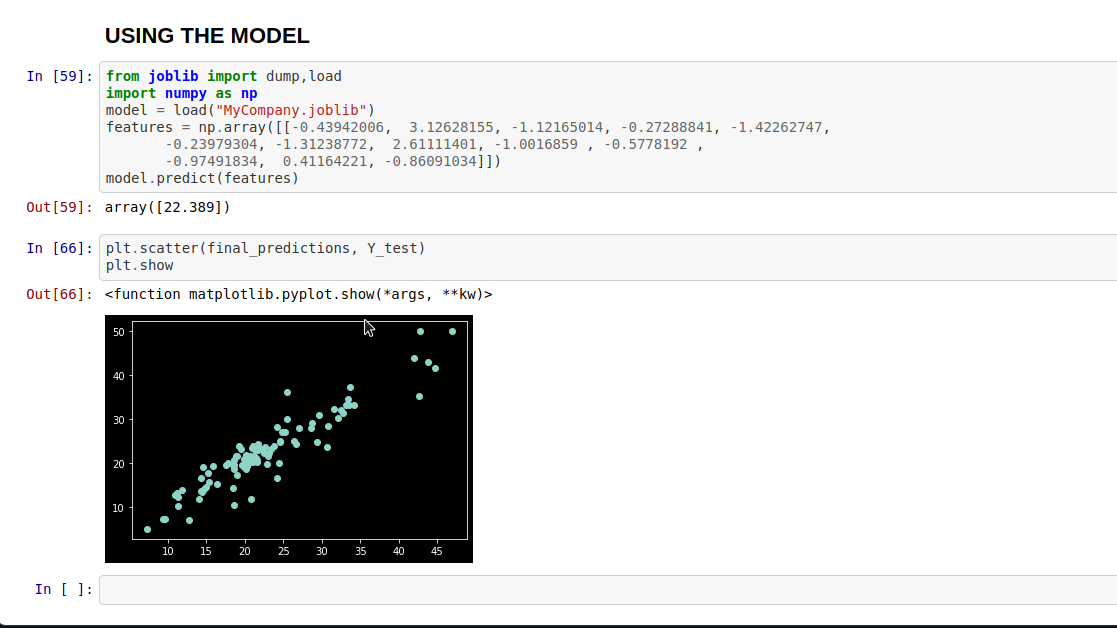 USING THE MODEL
In [59]: from joblib import dump,load
import numpy as np
model = load("MyCompany.joblib")
features = np.array([[-0.43942006,  3.12628155, -1.12165014, -0.27288841, -1.42262747,
       -0.23979304, -1.31238772,  2.61111401, -1.0016859 , -0.5778192 ,
       -0.97491834,  0.41164221, -0.86091034]])
model.predict(features)
Out[59]: array([22.389])
In [66]: plt.scatter(final_predictions, Y_test)
plt.show
Out[66]: <function matplotlib.pyplot.show(*args, **kw)>
50
40
30
20
10
10 15 20 25 30 35 40 45
In [ ]: